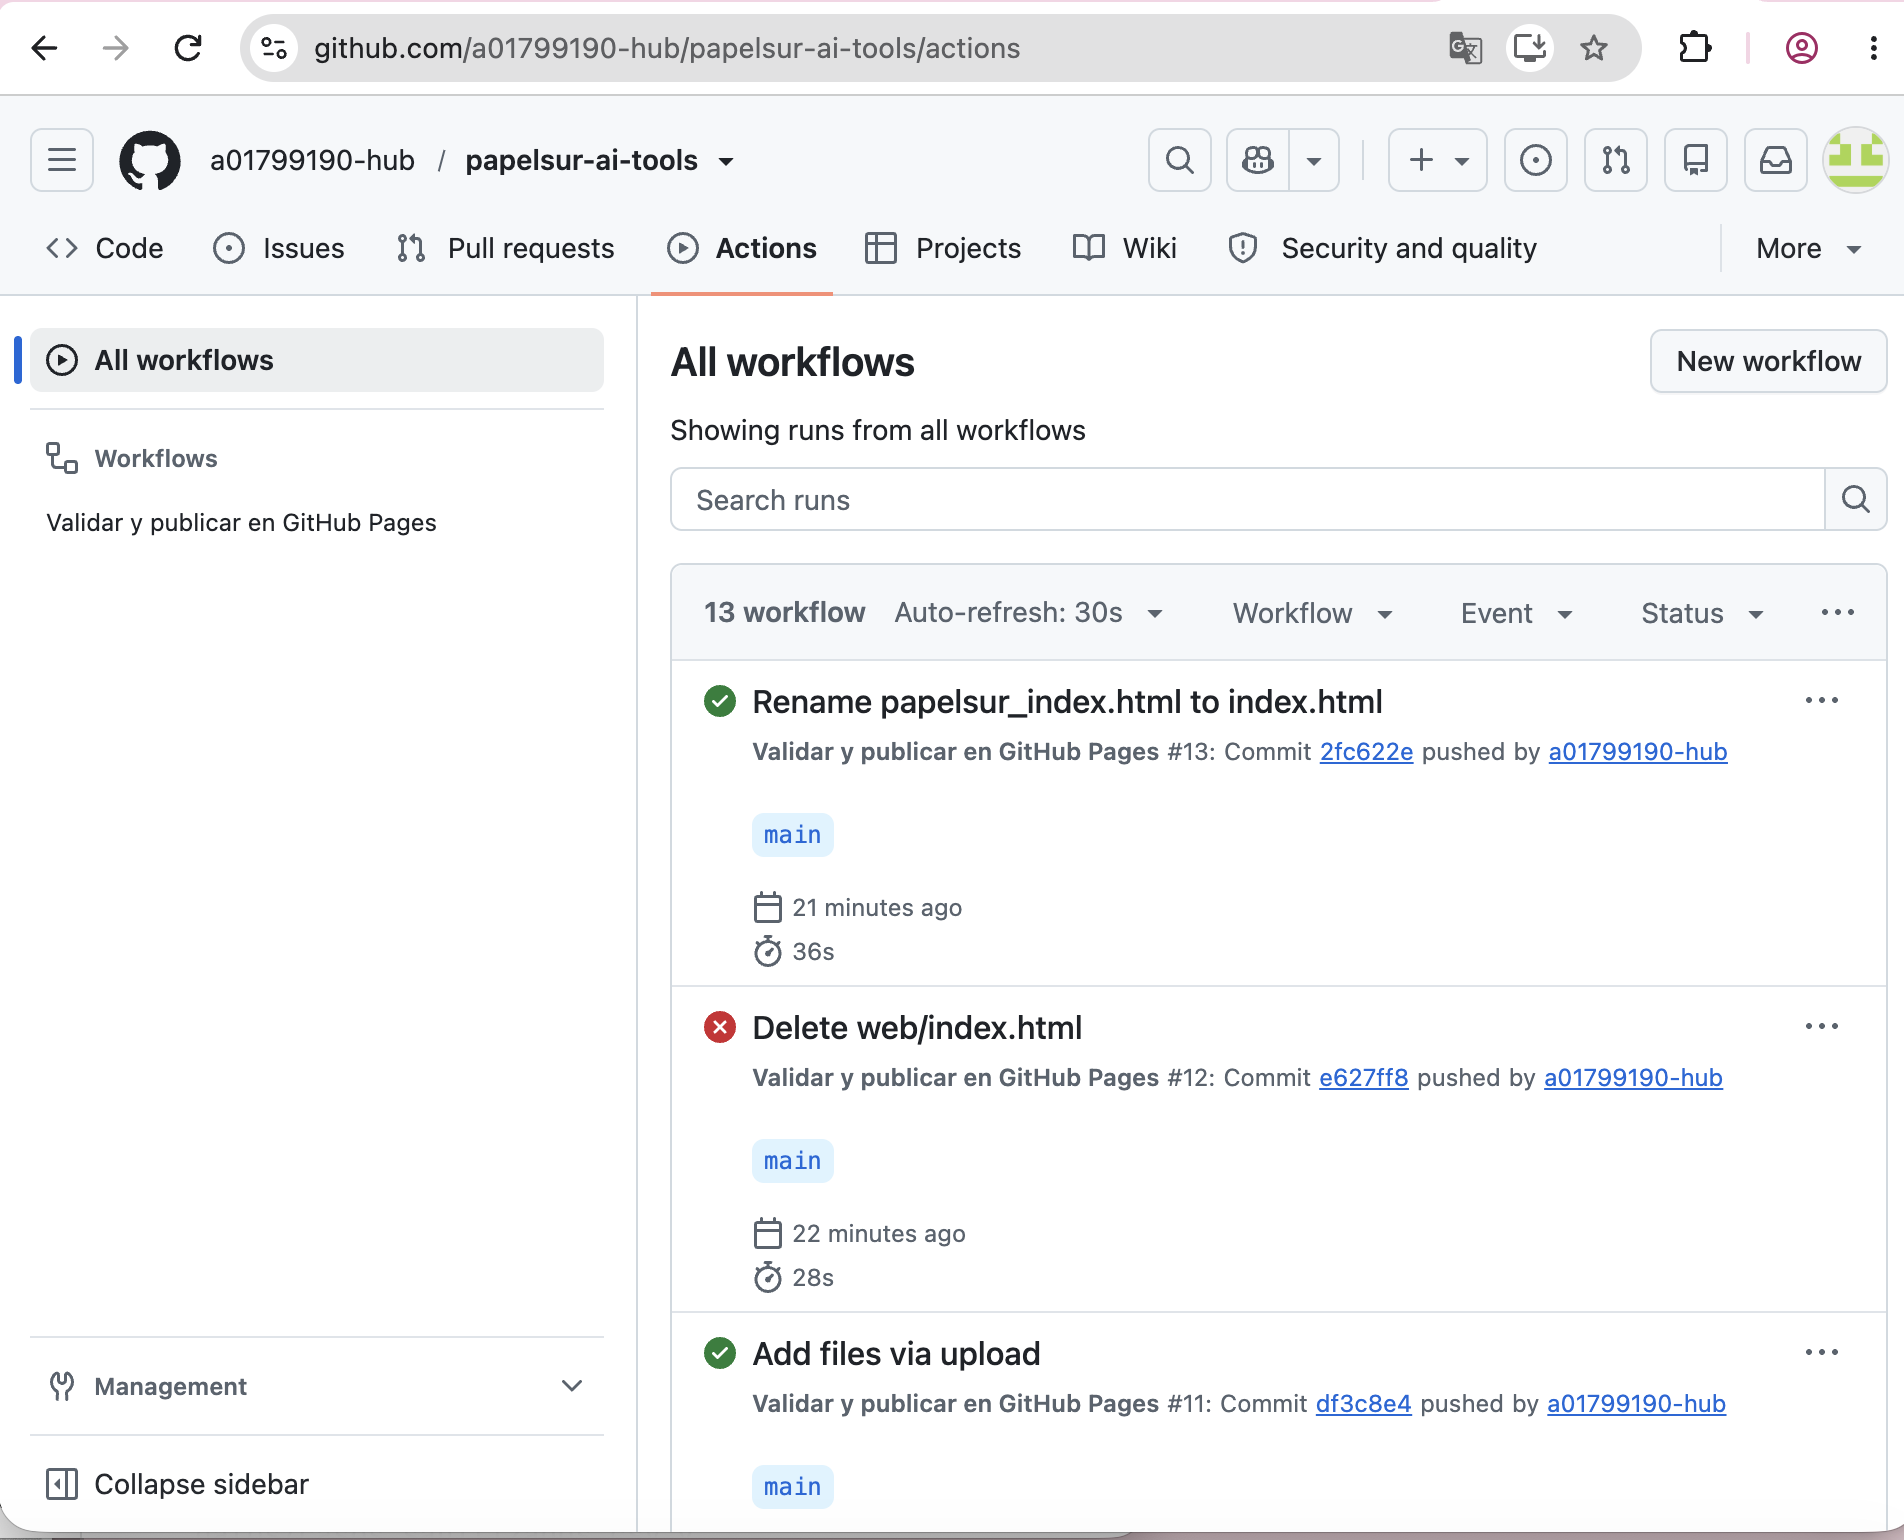 github.com/a01799190-hub/papelsur-ai-tools/actions
a01799190-hub / papelsur-ai-tools
Code Issues Pull requests Actions Projects Wiki Security and quality More
All workflows
Workflows
Validar y publicar en GitHub Pages
Management
Collapse sidebar
All workflows
New workflow
Showing runs from all workflows
Search runs
13 workflow Auto-refresh: 30s Workflow Event Status
Rename papelsur_index.html to index.html
Validar y publicar en GitHub Pages #13: Commit 2fc622e pushed by a01799190-hub
main
21 minutes ago
36s
Delete web/index.html
Validar y publicar en GitHub Pages #12: Commit e627ff8 pushed by a01799190-hub
main
22 minutes ago
28s
Add files via upload
Validar y publicar en GitHub Pages #11: Commit df3c8e4 pushed by a01799190-hub
main